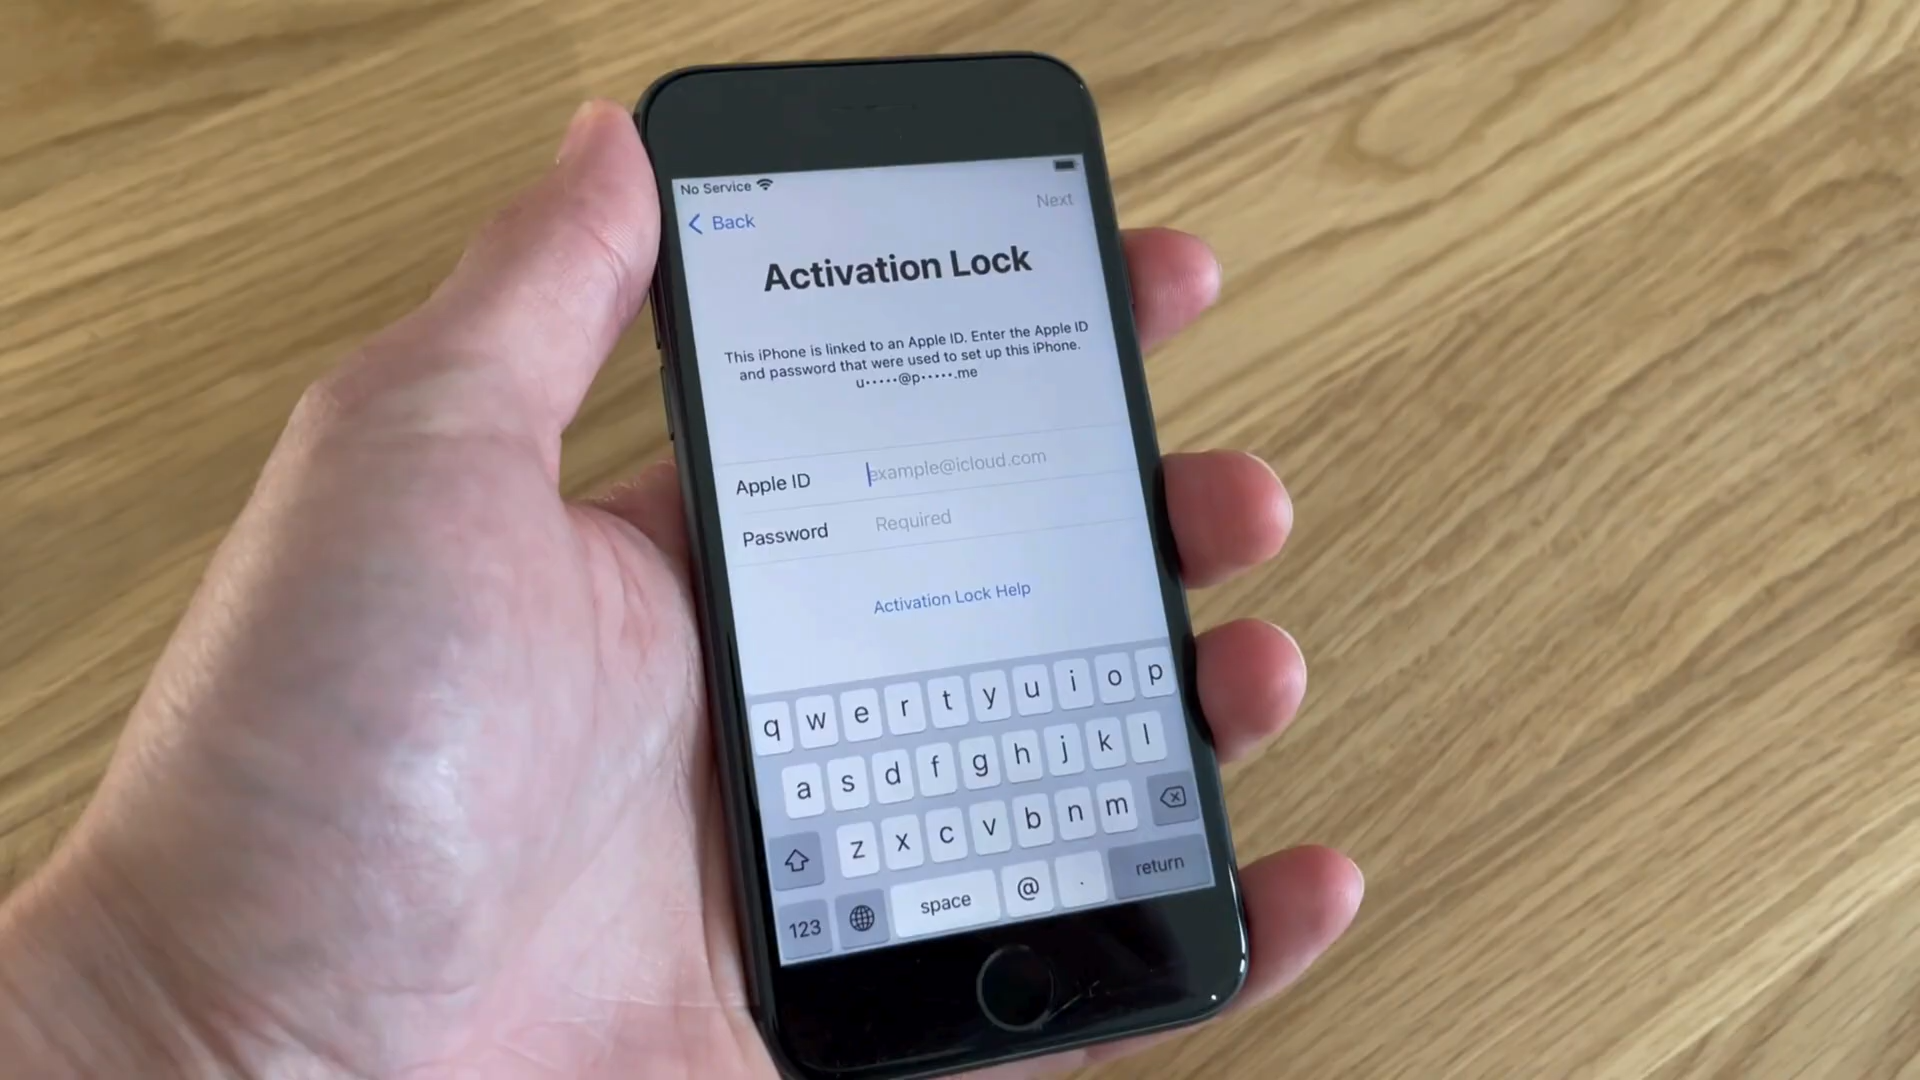 No Service
Back
Next
Activation Lock
This iPhone is linked to an Apple ID. Enter the Apple ID
and password that were used to set up this iPhone.
u•••••@p•••••.me
Apple ID example@icloud.com
Password Required
Activation Lock Help
q w e r t y u i o p
a s d f g h j k l
z x c v b n m
123 space @ . return